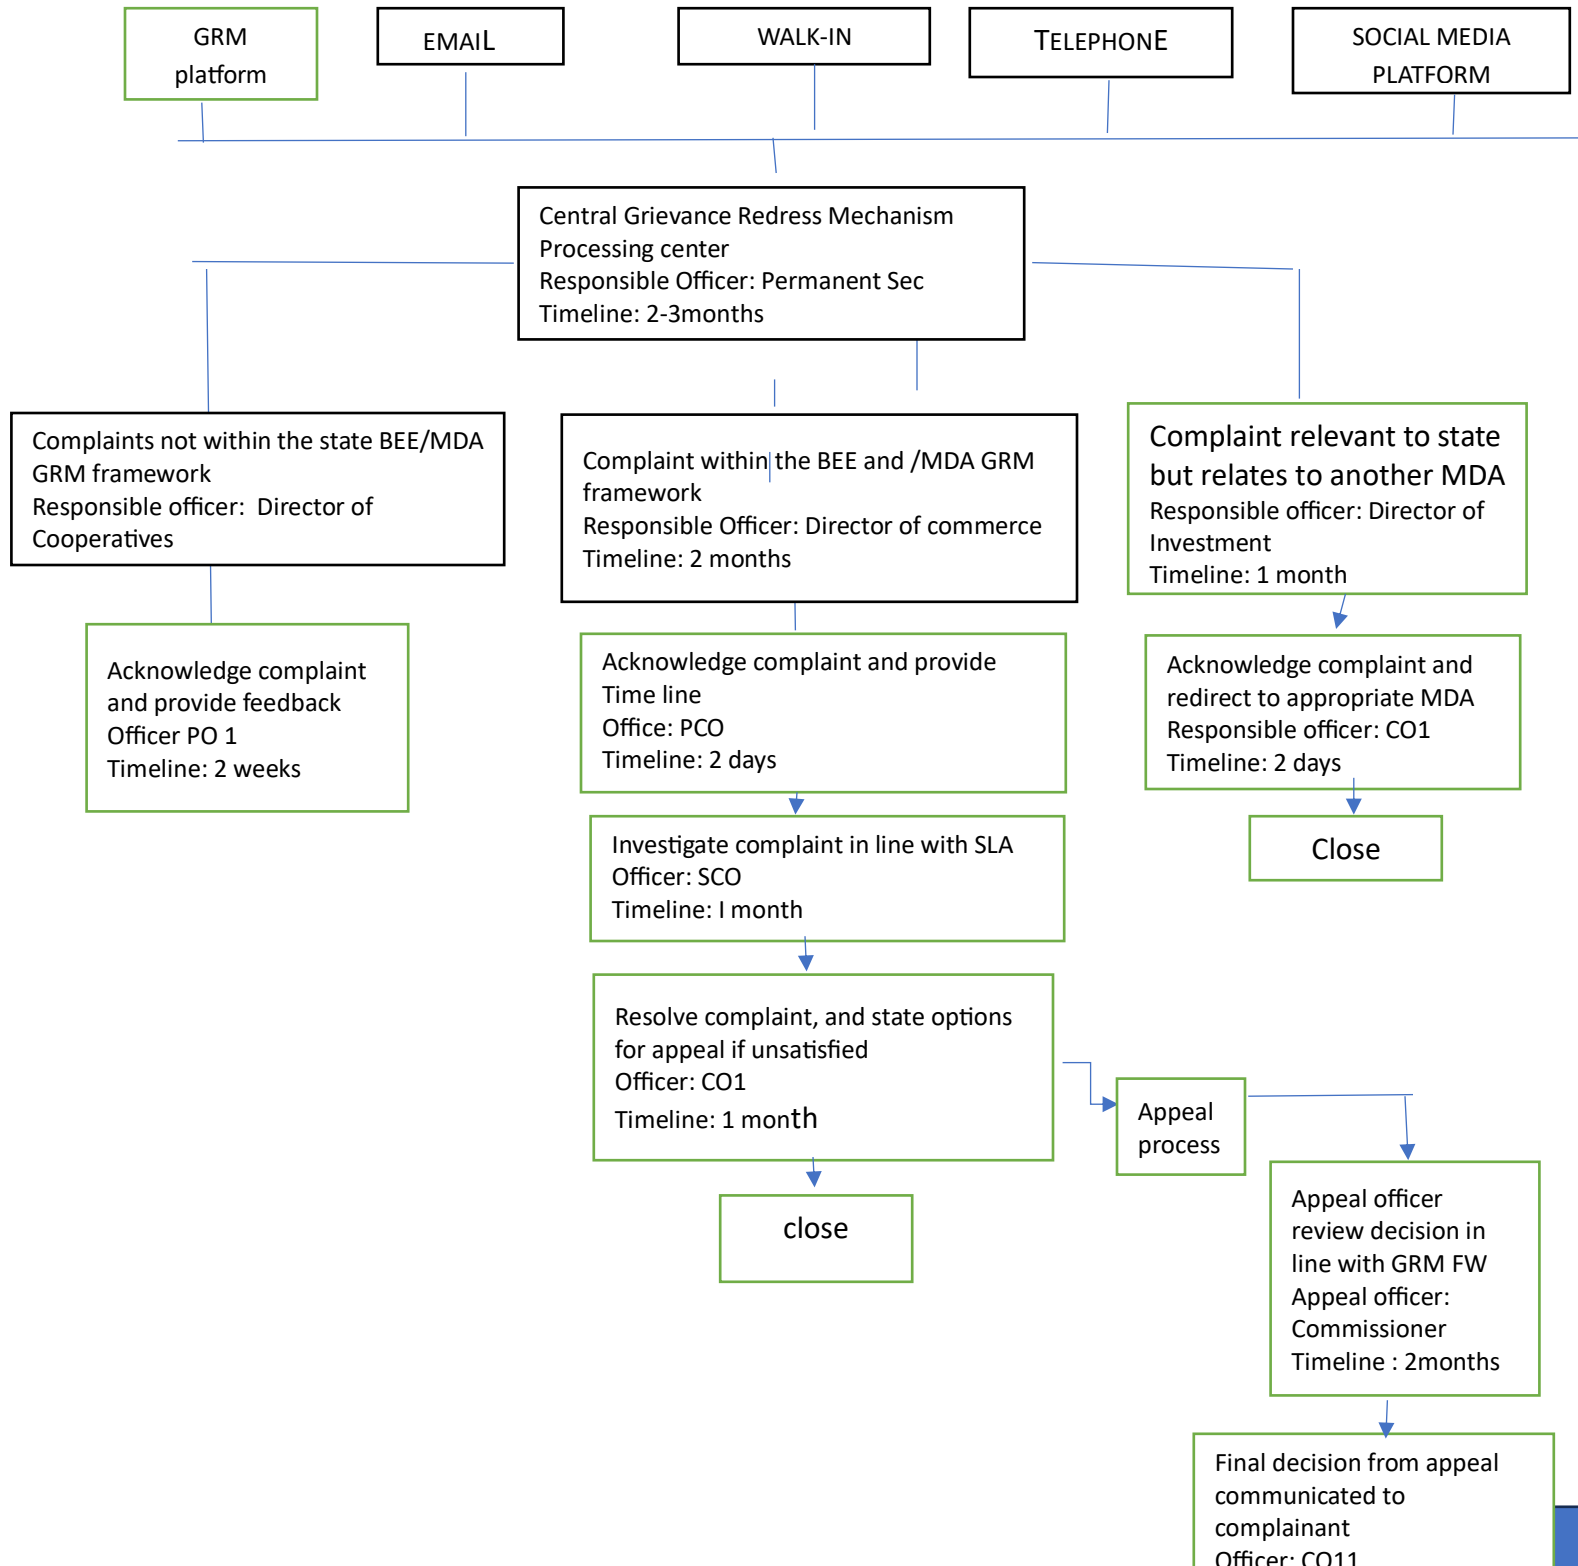 GRM
platform
EMAIL
WALK-IN
TELEPHONE
SOCIAL MEDIA
PLATFORM
Central Grievance Redress Mechanism
Processing center
Responsible Officer: Permanent Sec
Timeline: 2-3months
Complaints not within the state BEE/MDA
GRM framework
Responsible officer: Director of
Cooperatives
Complaint within the BEE and /MDA GRM
framework
Responsible Officer: Director of commerce
Timeline: 2 months
Complaint relevant to state
but relates to another MDA
Responsible officer: Director of
Investment
Timeline: 1 month
Acknowledge complaint
and provide feedback
Officer PO 1
Timeline: 2 weeks
Acknowledge complaint and provide
Time line
Office: PCO
Timeline: 2 days
Acknowledge complaint and
redirect to appropriate MDA
Responsible officer: CO1
Timeline: 2 days
Investigate complaint in line with SLA
Officer: SCO
Timeline: I month
Close
Resolve complaint, and state options
for appeal if unsatisfied
Officer: CO1
Timeline: 1 month
Appeal
process
close
Appeal officer
review decision in
line with GRM FW
Appeal officer:
Commissioner
Timeline : 2months
Final decision from appeal
communicated to
complainant
Officer: CO11